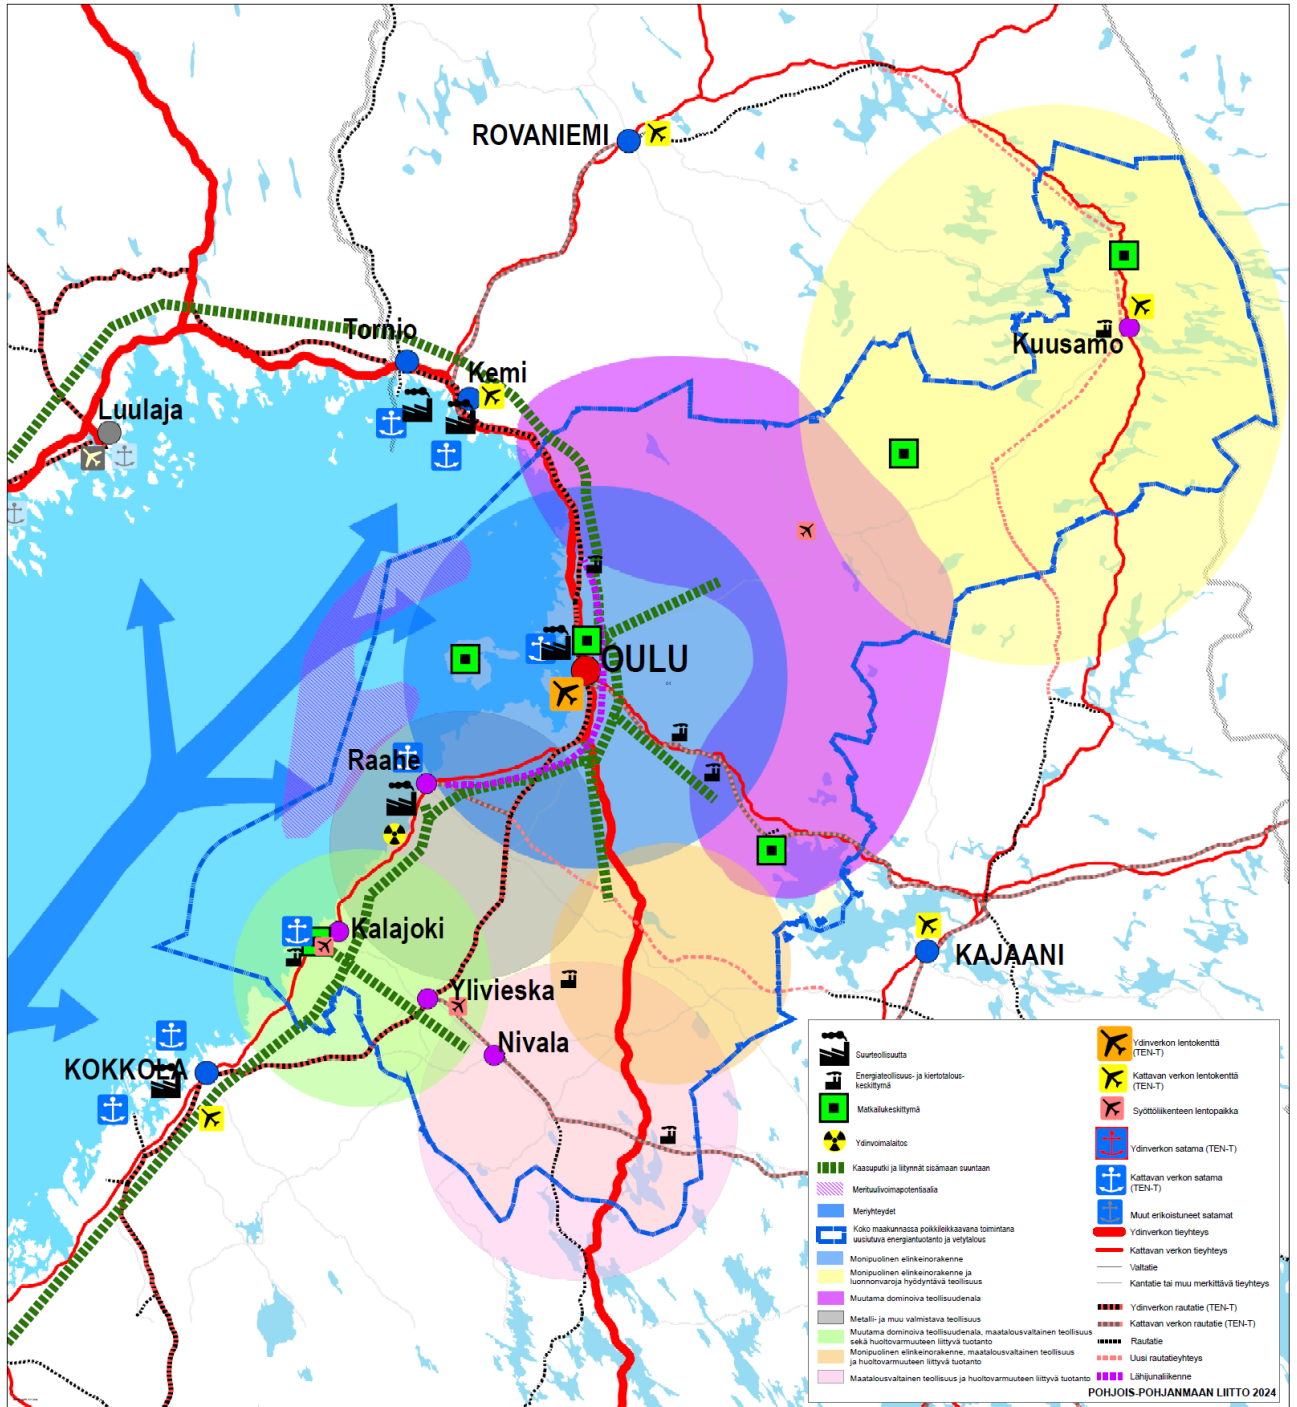 ROVANIEMI
Tornio
Kemi
Kuusamo
Luulaja
OULU
Raahe
Kalajoki
KAJAANI
Ylivieska
Nivala
KOKKOLA
Suurteollisuutta
Energiateollisuus- ja kiertotalous-
keskittymä
Matkailukeskittymä
Ydinvoimalaitos
Kaasuputki ja liitynnät sisämaan suuntaan
Merituulivoimapotentiaalia
Meriyhteydet
Koko maakunnassa poikkileikkaavana toimintana
uusiutuva energiantuotanto ja vetytalous
Monipuolinen elinkeinorakenne
Monipuolinen elinkeinorakenne ja
luonnonvaroja hyödyntävä teollisuus
Muutama dominoiva teollisuudenala
Metalli- ja muu valmistava teollisuus
Muutama dominoiva teollisuudenala, maatalousvaltainen teollisuus
sekä huoltovarmuuteen liittyvä tuotanto
Monipuolinen elinkeinorakenne, maatalousvaltainen teollisuus
ja huoltovarmuuteen liittyvä tuotanto
Maatalousvaltainen teollisuus ja huoltovarmuuteen liittyvä tuotanto
Ydinverkon lentokenttä
(TEN-T)
Kattavan verkon lentokenttä
(TEN-T)
Syöttöliikenteen lentopaikka
Ydinverkon satama (TEN-T)
Kattavan verkon satama
(TEN-T)
Muut erikoistuneet satamat
Ydinverkon tieyhteys
Kattavan verkon tieyhteys
Valtatie
Kantatie tai muu merkittävä tieyhteys
Ydinverkon rautatie (TEN-T)
Kattavan verkon rautatie (TEN-T)
Rautatie
Uusi rautatieyhteys
Lähijunaliikenne
POHJOIS-POHJANMAAN LIITTO 2024